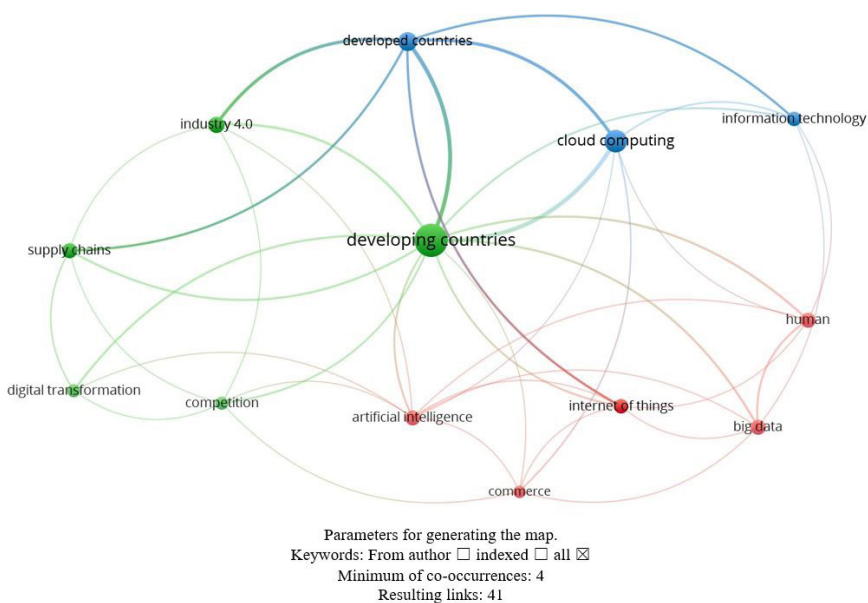 developed countries
industry 4.0
information technology
cloud computing
developing countries
supply chains
human
digital transformation
competition
artificial intelligence
internet of things
big data
commerce
Parameters for generating the map.
Keywords: From author ☐ indexed ☐ all ☒
Minimum of co-occurrences: 4
Resulting links: 41